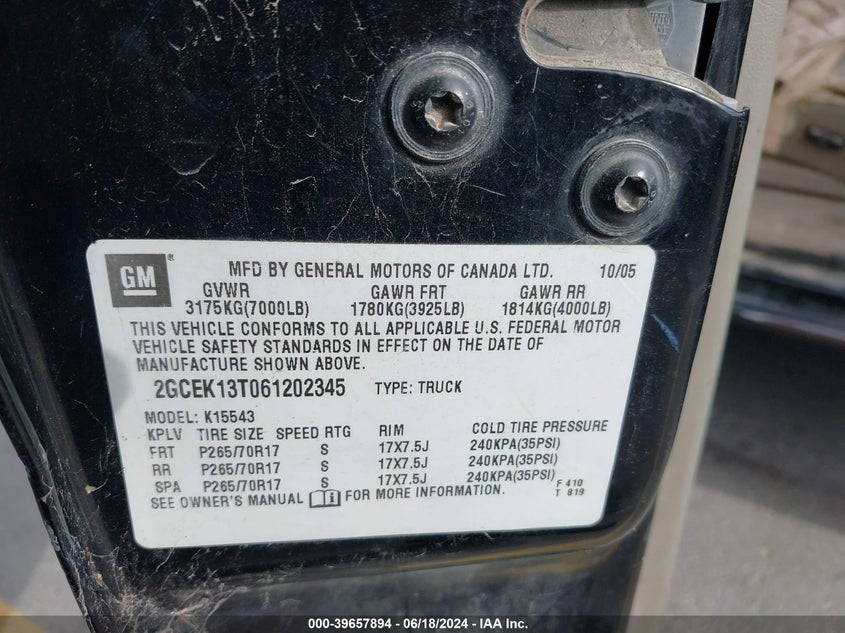 GM®
MFD BY GENERAL MOTORS OF CANADA LTD. 10/05
GVWR GAWR FRT GAWR RR
3175KG(7000LB) 1780KG(3925LB) 1814KG(4000LB)
THIS VEHICLE CONFORMS TO ALL APPLICABLE U.S. FEDERAL MOTOR
VEHICLE SAFETY STANDARDS IN EFFECT ON THE DATE OF
MANUFACTURE SHOWN ABOVE.
2GCEK13T061202345 TYPE: TRUCK
MODEL: K15543
KPLV TIRE SIZE SPEED RTG RIM COLD TIRE PRESSURE
FRT P265/70R17 S 17X7.5J 240KPA(35PSI)
RR P265/70R17 S 17X7.5J 240KPA(35PSI)
SPA P265/70R17 S 17X7.5J 240KPA(35PSI)
SEE OWNER'S MANUAL FOR MORE INFORMATION.
F 410
T 819
000-39657894 - 06/18/2024 - IAA Inc.